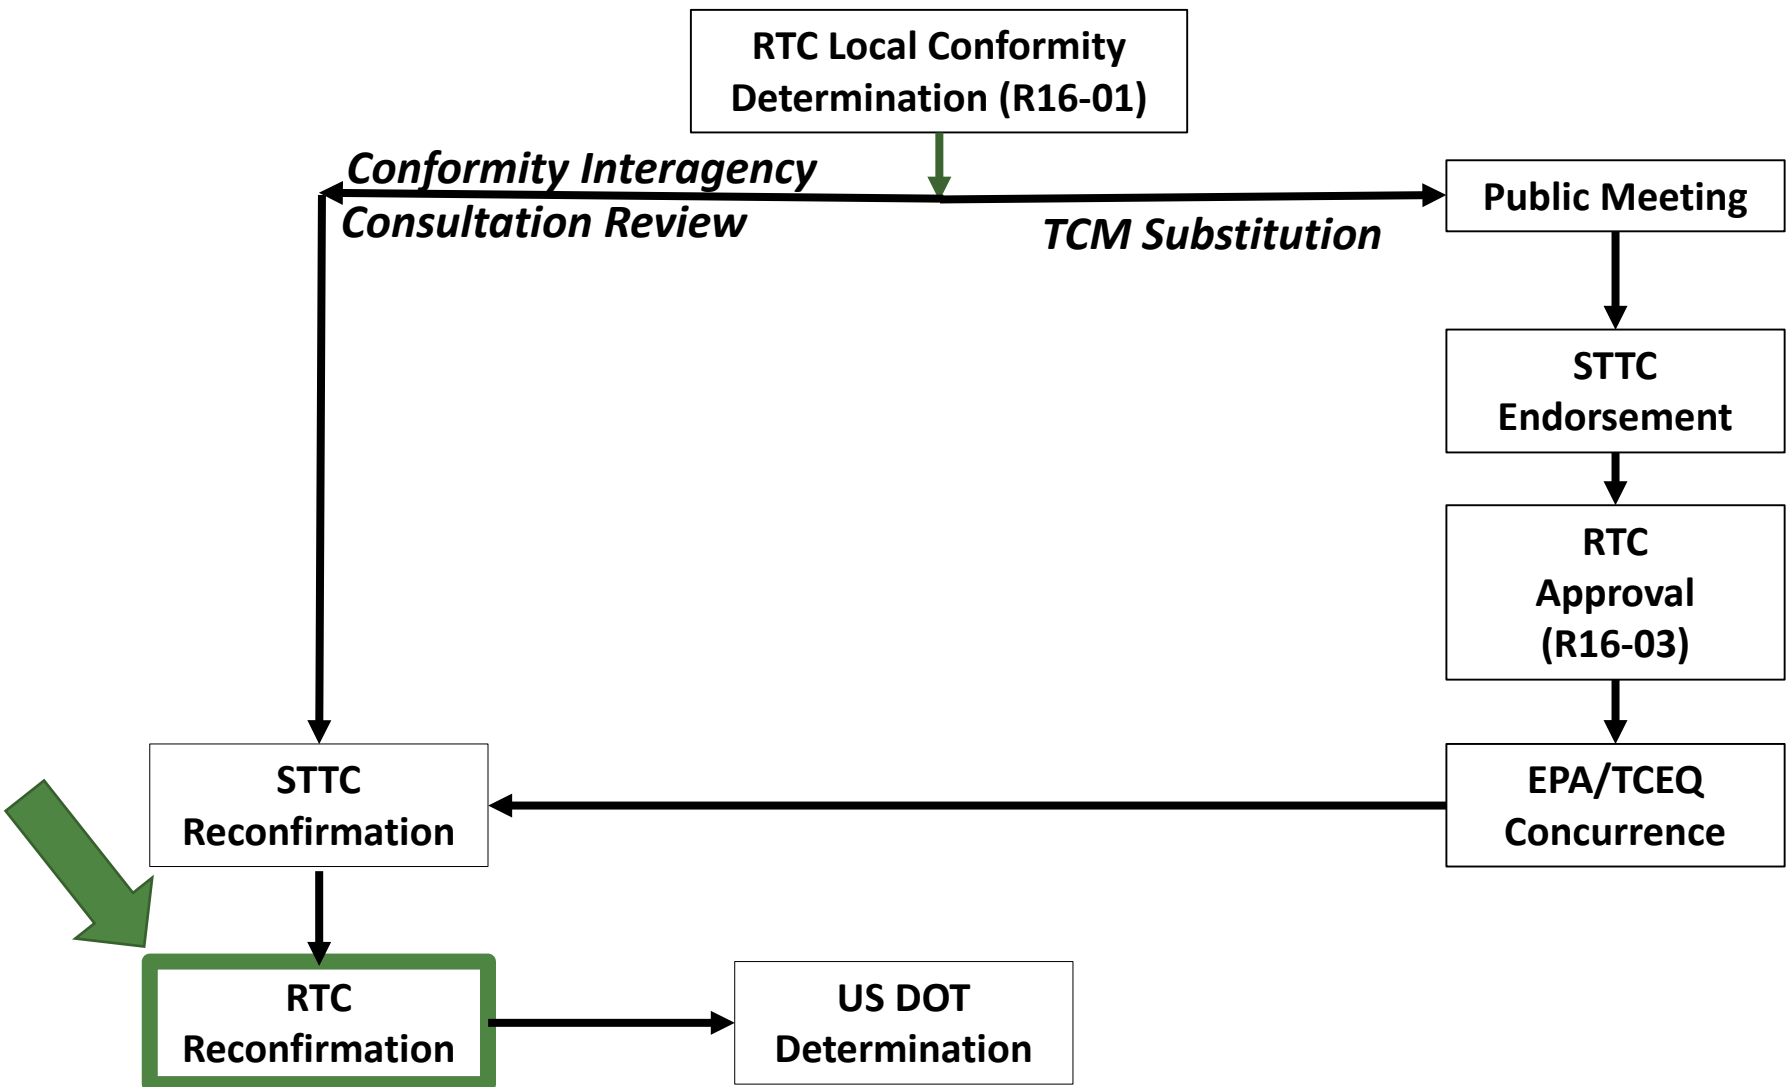 RTC Local Conformity
Determination (R16-01)
Conformity Interagency
Consultation Review
TCM Substitution
Public Meeting
STTC
Endorsement
RTC
Approval
(R16-03)
EPA/TCEQ
Concurrence
STTC
Reconfirmation
RTC
Reconfirmation
US DOT
Determination